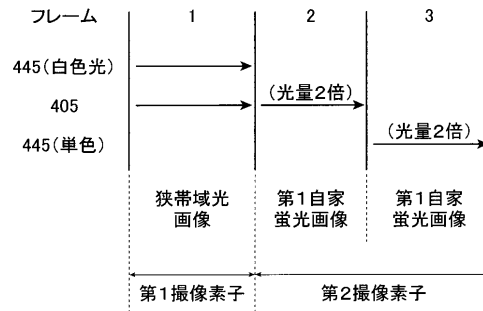 フレーム 1 2 3
445(白色光)
405 (光量2倍)
445(単色) (光量2倍)
狭帯域光 第1自家 第1自家
画像 蛍光画像 蛍光画像
第1撮像素子 第2撮像素子